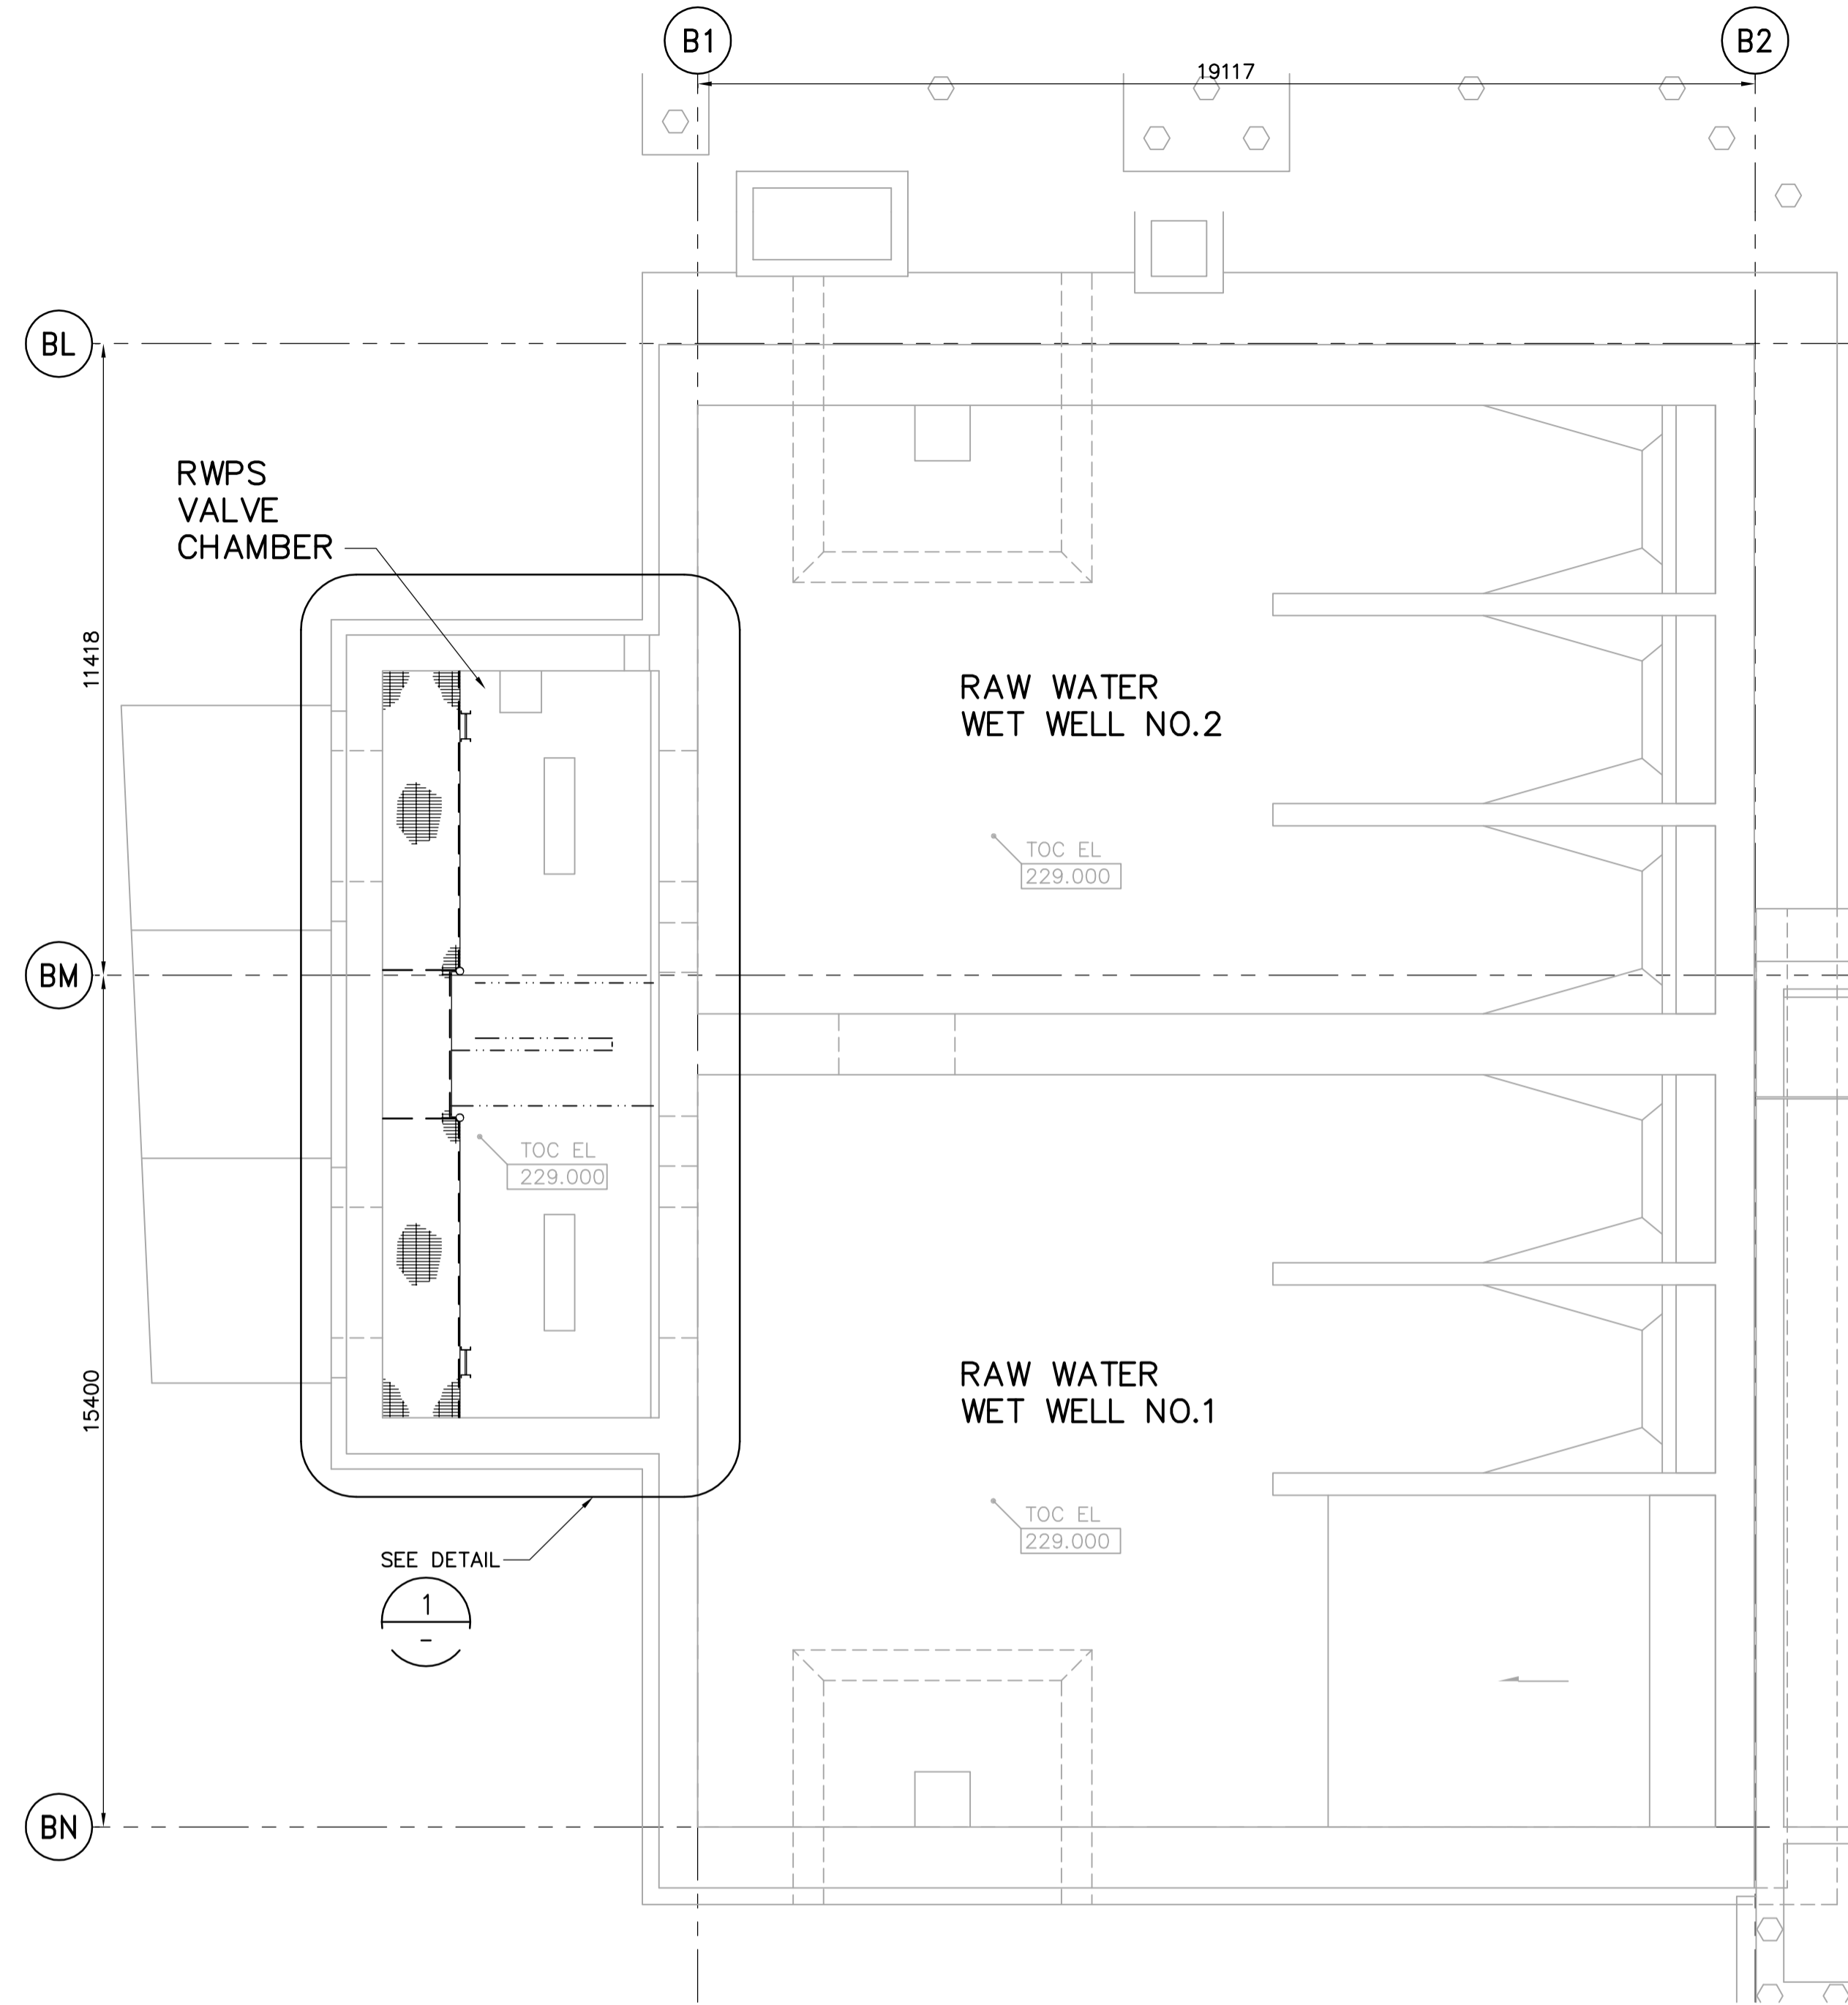 B1
B2
19117
BL
RWPS
VALVE
CHAMBER
11418
RAW WATER
WET WELL NO.2
TOC EL
229.000
BM
TOC EL
229.000
15400
RAW WATER
WET WELL NO.1
TOC EL
229.000
SEE DETAIL
1
-
BN